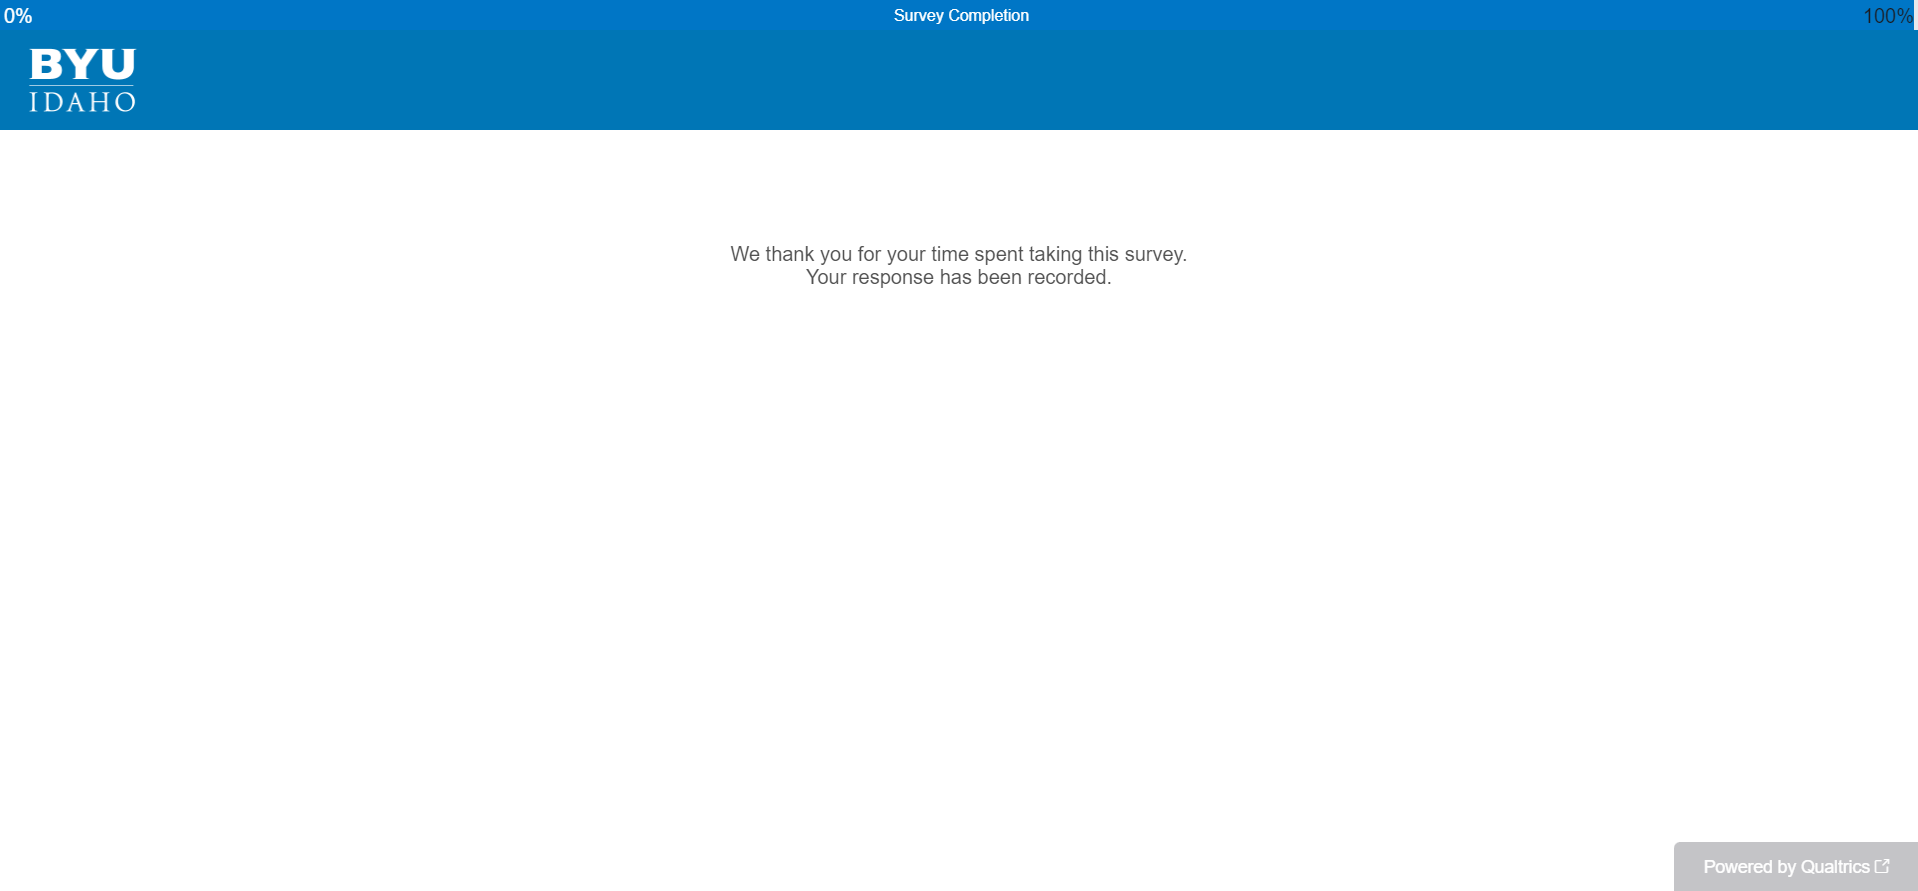 0%
Survey Completion
100%
BYU
IDAHO
We thank you for your time spent taking this survey.
Your response has been recorded.
Powered by Qualtrics